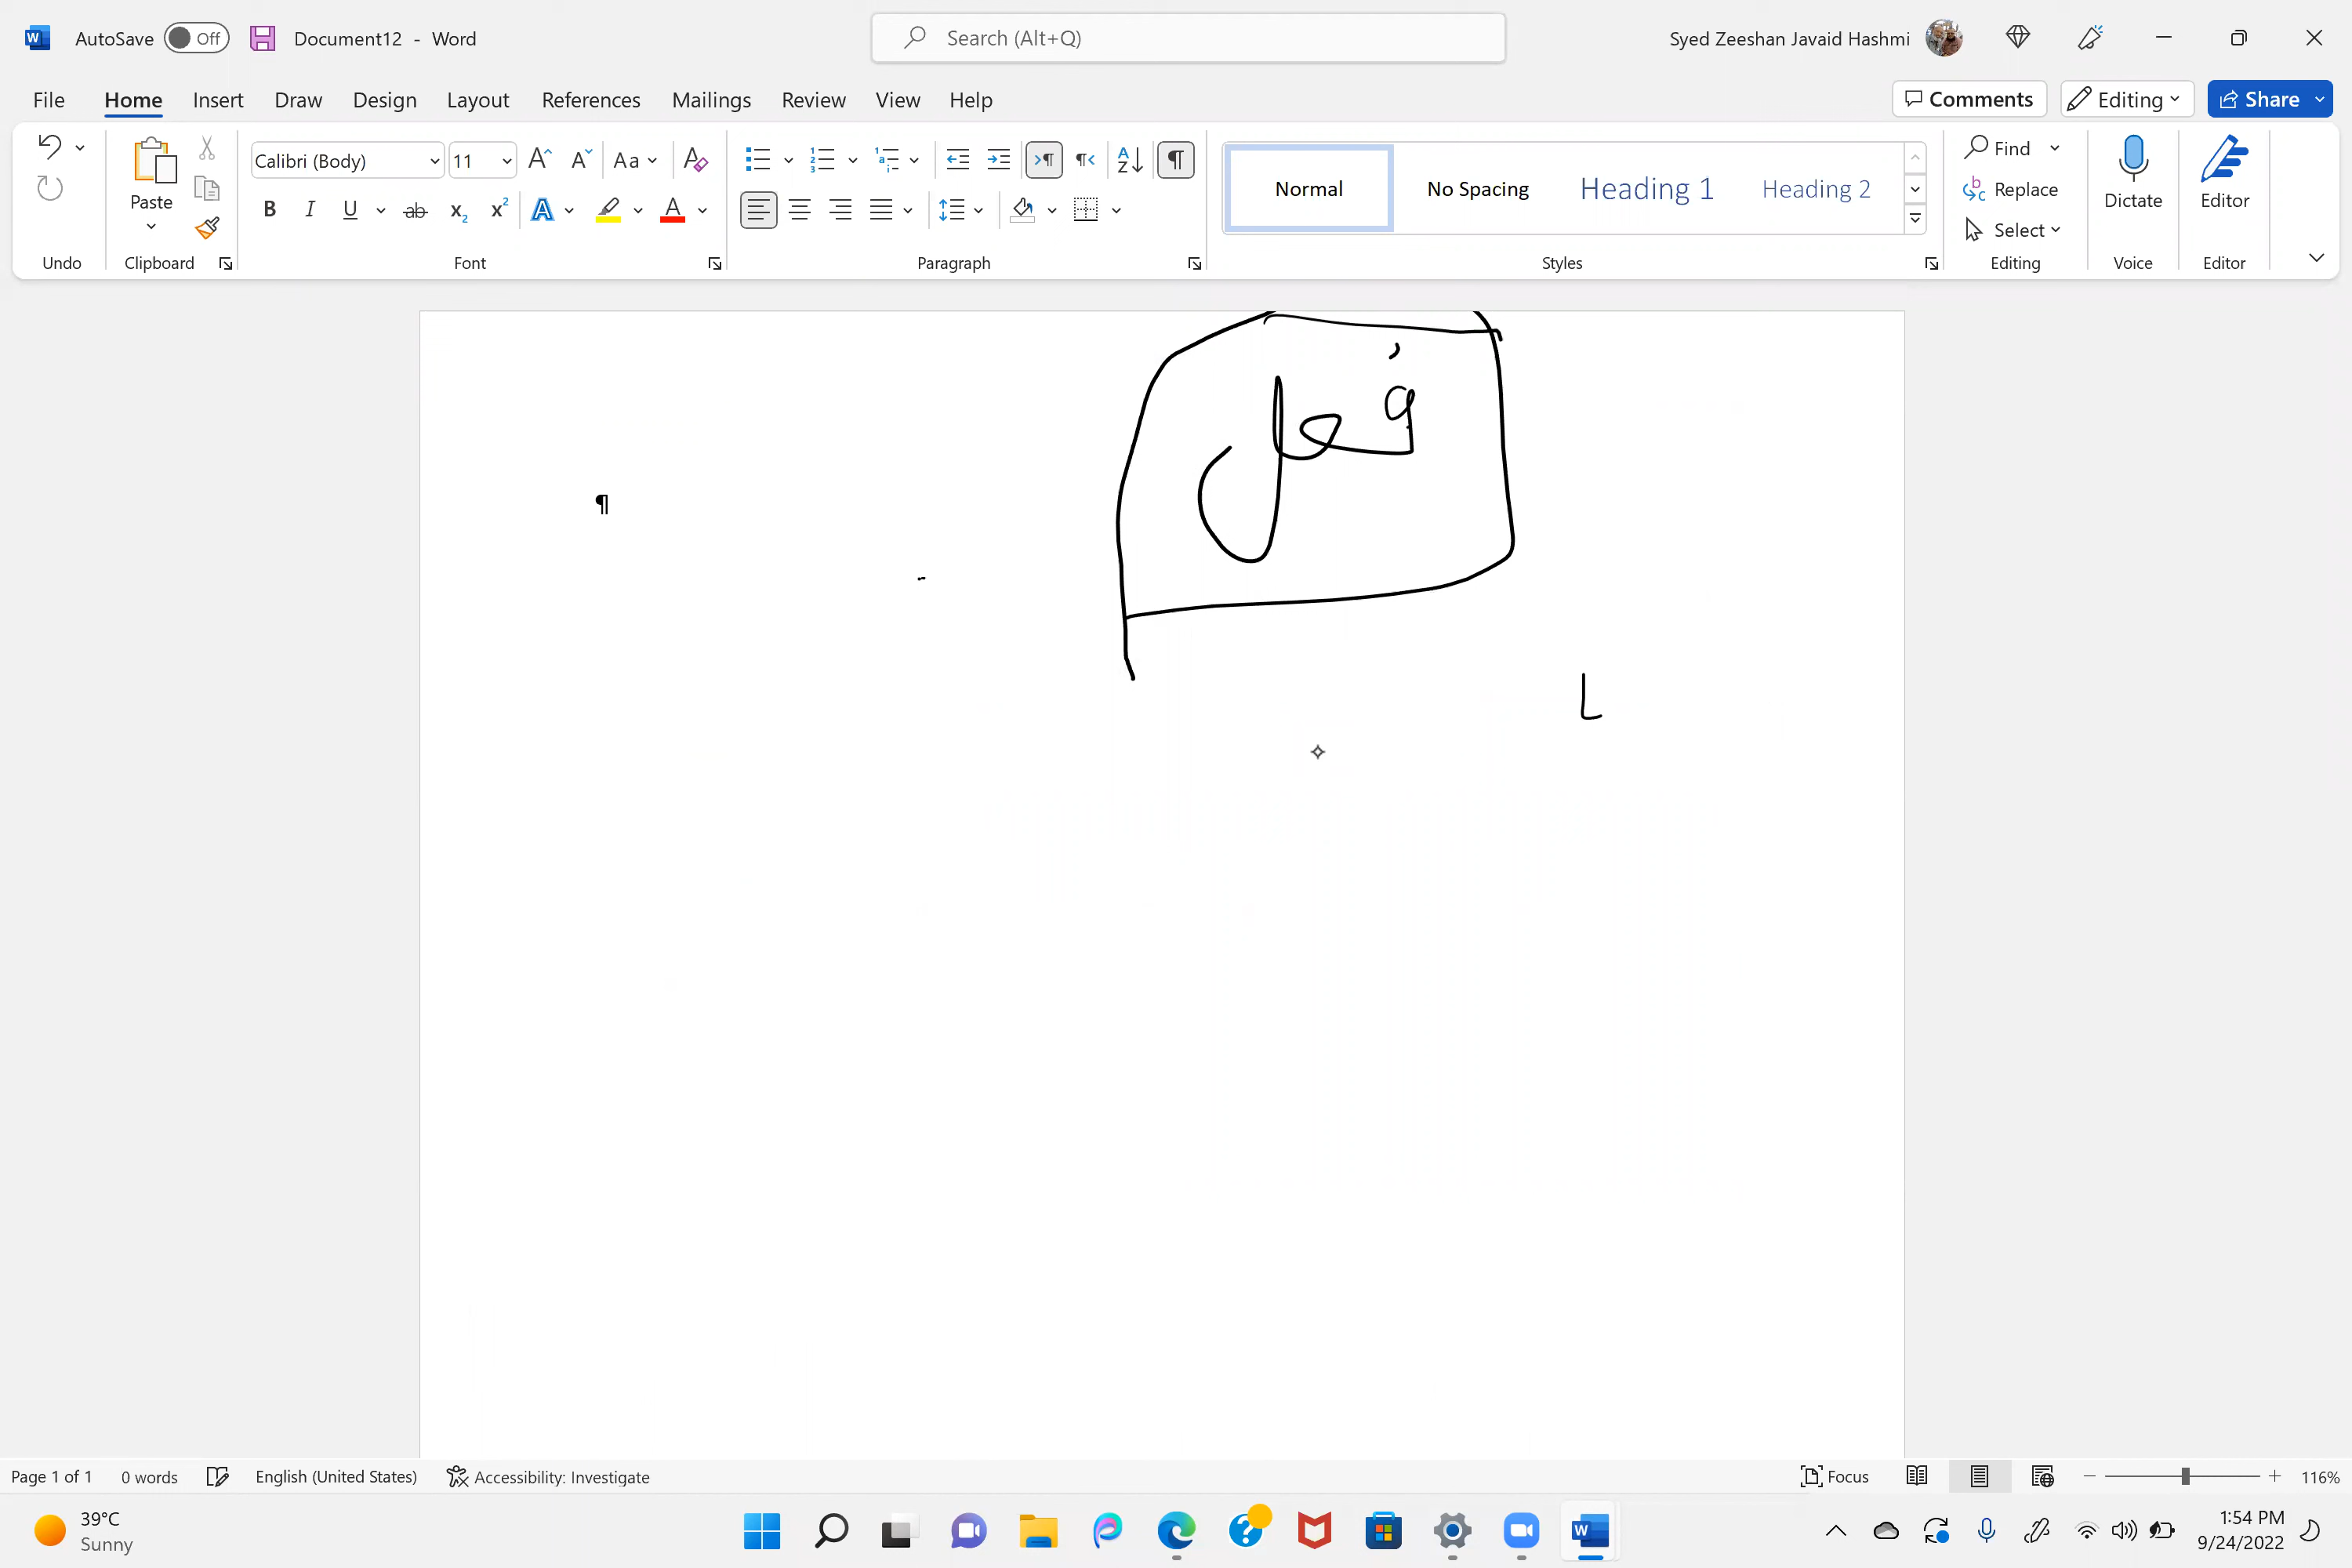 AutoSave Off Document12 - Word Search (Alt+Q) Syed Zeeshan Javaid Hashmi
File Home Insert Draw Design Layout References Mailings Review View Help Comments Editing Share
Paste Calibri (Body) 11 Aa Normal No Spacing Heading 1 Heading 2 Find Replace Select Dictate Editor
Undo Clipboard Font Paragraph Styles Editing Voice Editor
فعل
¶
L
Page 1 of 1 0 words English (United States) Accessibility: Investigate Focus 116%
39°C
Sunny
1:54 PM
9/24/2022